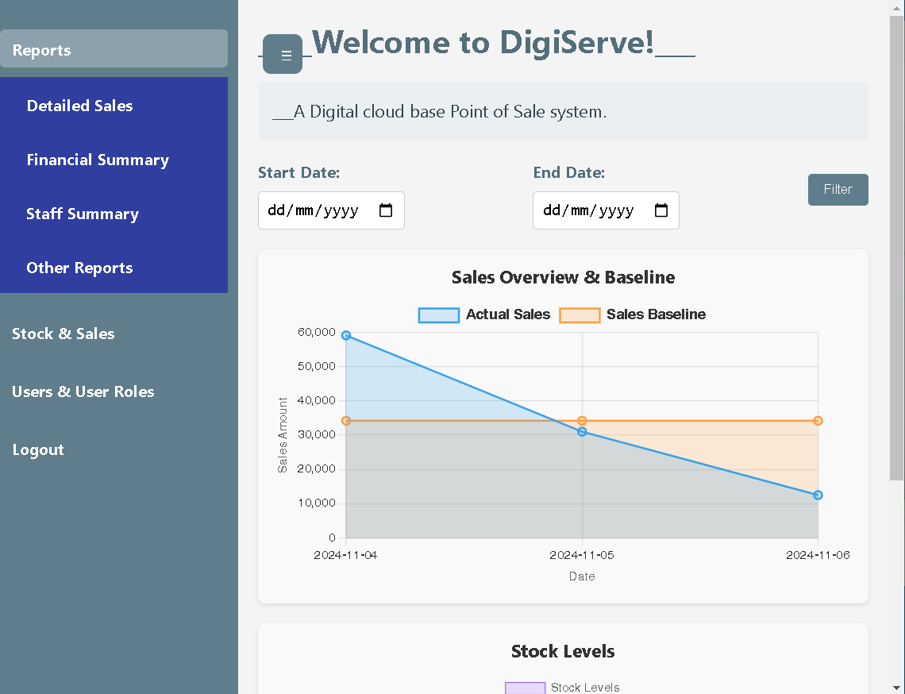 Reports
Detailed Sales
Financial Summary
Staff Summary
Other Reports
Stock & Sales
Users & User Roles
Logout
___Welcome to DigiServe!___
___A Digital cloud base Point of Sale system.
Start Date:
End Date:
dd/mm/yyyy
dd/mm/yyyy
Filter
Sales Overview & Baseline
Actual Sales
Sales Baseline
60,000
50,000
40,000
30,000
20,000
10,000
0
Sales Amount
2024-11-04
2024-11-05
2024-11-06
Date
Stock Levels
Stock Levels